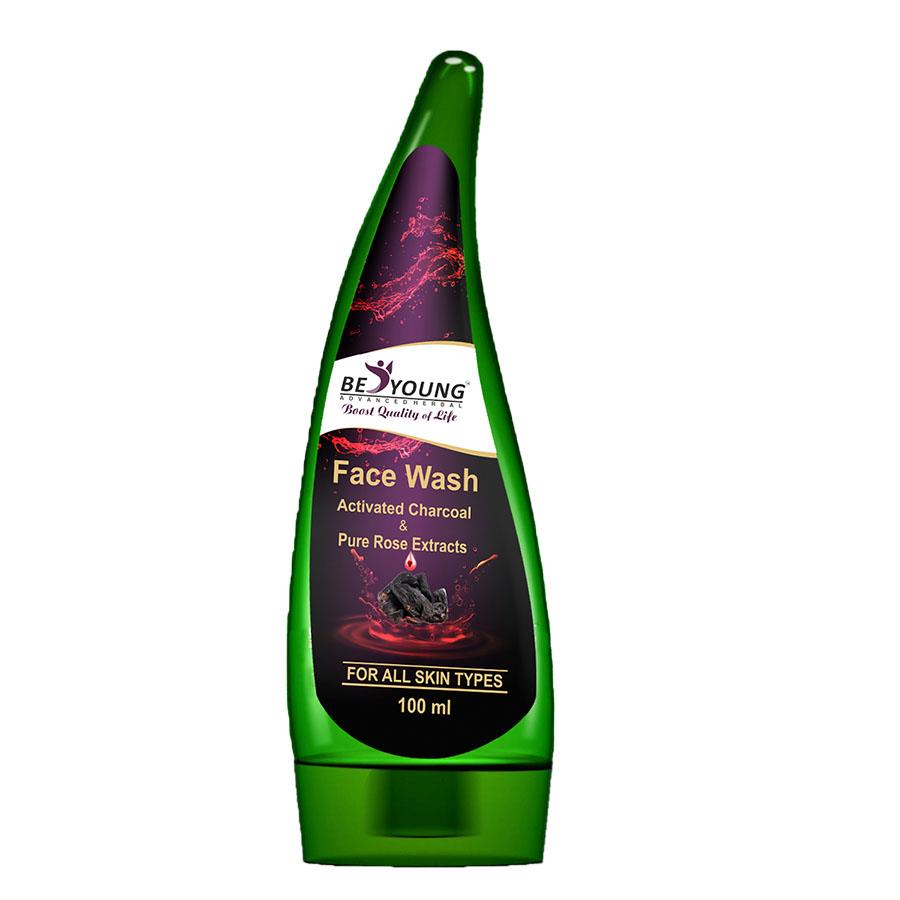 BE YOUNG
ADVANCED HERBAL
Boost Quality of Life
Face Wash
Activated Charcoal
&
Pure Rose Extracts
FOR ALL SKIN TYPES
100 ml